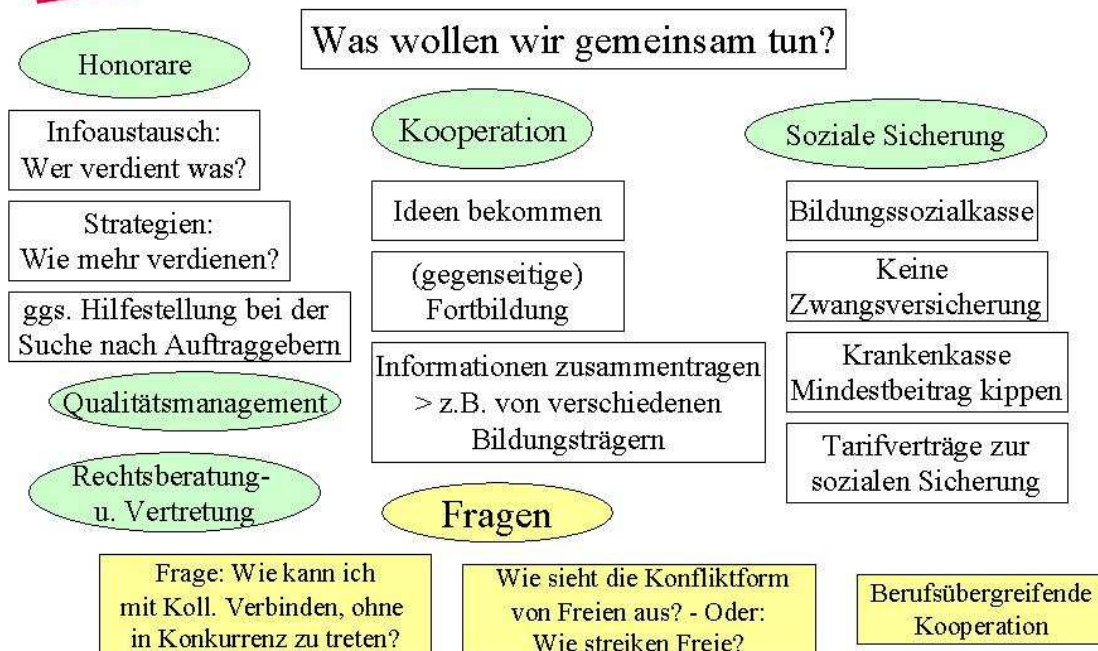 Was wollen wir gemeinsam tun?
Honorare
Infoaustausch:
Wer verdient was?
Strategien:
Wie mehr verdienen?
ggs. Hilfestellung bei der
Suche nach Auftraggebern
Qualitätsmanagement
Rechtsberatung-
u. Vertretung
Kooperation
Ideen bekommen
(gegenseitige)
Fortbildung
Informationen zusammentragen
> z.B. von verschiedenen
Bildungsträgern
Soziale Sicherung
Bildungssozialkasse
Keine
Zwangsversicherung
Krankenkasse
Mindestbeitrag kippen
Tarifverträge zur
sozialen Sicherung
Fragen
Frage: Wie kann ich
mit Koll. Verbinden, ohne
in Konkurrenz zu treten?
Wie sieht die Konfliktform
von Freien aus? - Oder:
Wie streiken Freie?
Berufsübergreifende
Kooperation